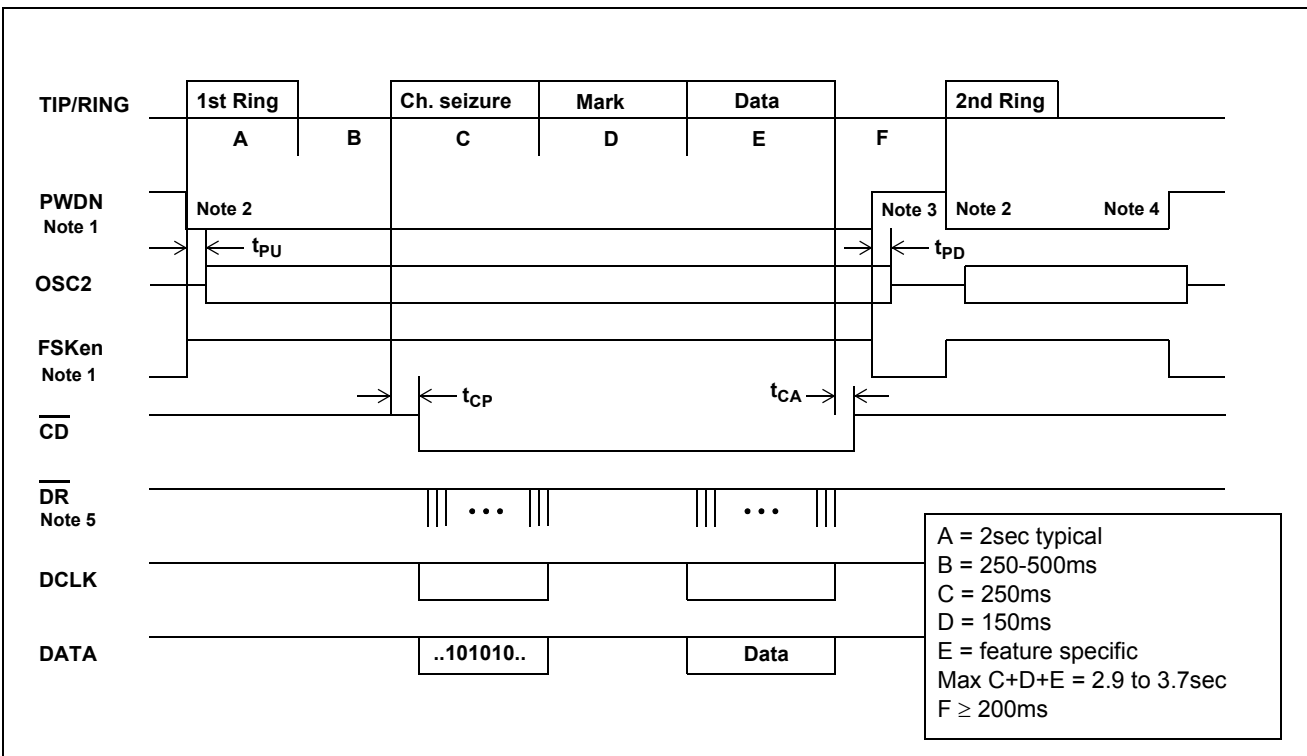 TIP/RING 1st Ring Ch. seizure Mark Data 2nd Ring
A B C D E F
PWDN Note 2 Note 3 Note 2 Note 4
Note 1
tPU tPD
OSC2
FSKen
Note 1
tCP tCA
CD
DR • • • • • •
Note 5
DCLK
DATA ..101010.. Data
A = 2sec typical
B = 250-500ms
C = 250ms
D = 150ms
E = feature specific
Max C+D+E = 2.9 to 3.7sec
F ≥ 200ms